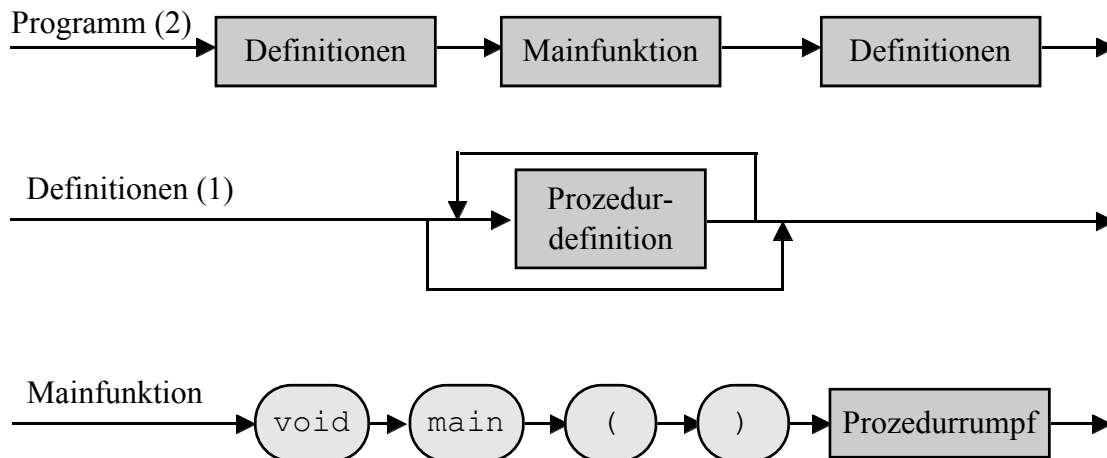 Programm (2)
Definitionen
Mainfunktion
Definitionen
Definitionen (1)
Prozedur-
definition
Mainfunktion
void
main
(
)
Prozedurrumpf